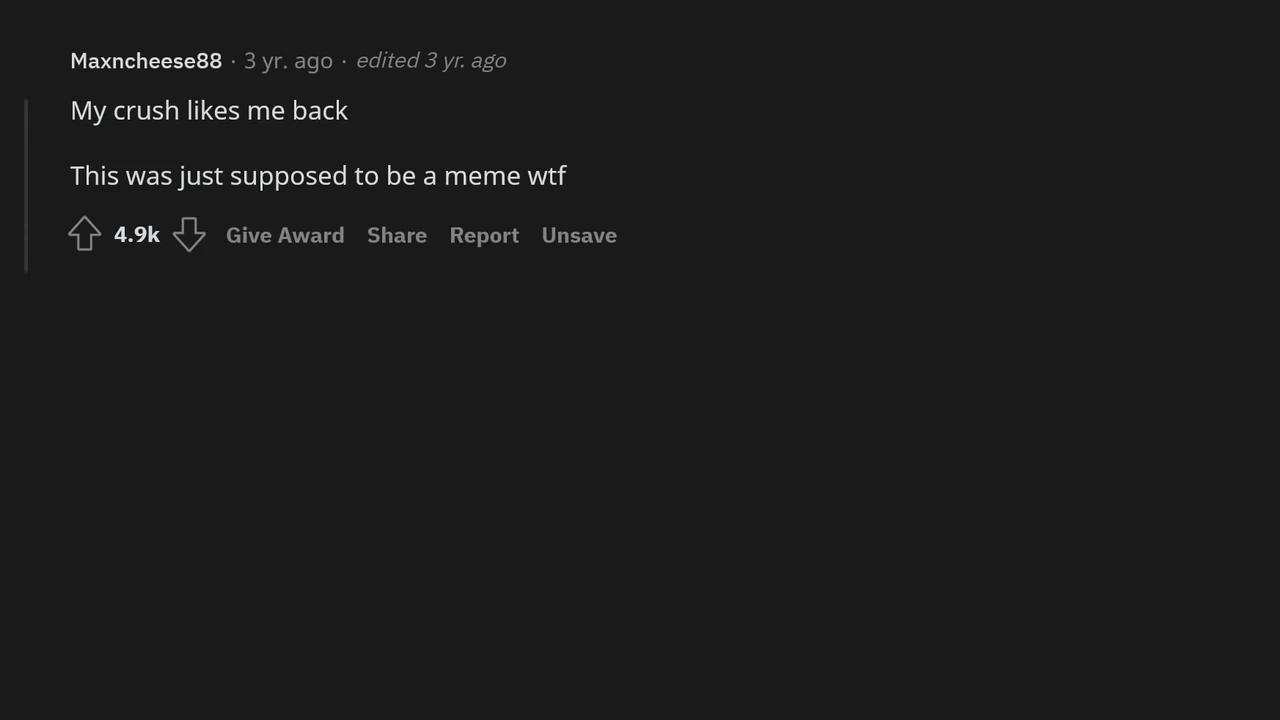 Maxncheese88 · 3 yr. ago · edited 3 yr. ago
My crush likes me back
This was just supposed to be a meme wtf
4.9k Give Award Share Report Unsave